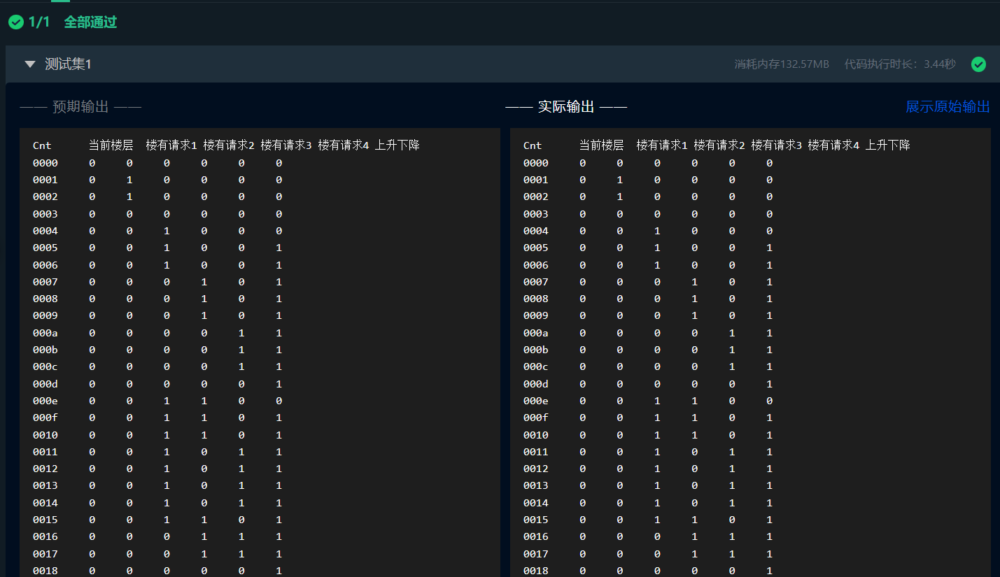 1/1 全部通过
测试集1 消耗内存132.57MB 代码执行时长：3.44秒
—— 预期输出 ——
Cnt 当前楼层 楼有请求1 楼有请求2 楼有请求3 楼有请求4 上升下降
0000 0 0 0 0 0 0
0001 0 1 0 0 0 0
0002 0 1 0 0 0 0
0003 0 0 0 0 0 0
0004 0 0 1 0 0 0
0005 0 0 1 0 0 1
0006 0 0 1 0 0 1
0007 0 0 0 1 0 1
0008 0 0 0 1 0 1
0009 0 0 0 1 0 1
000a 0 0 0 0 1 1
000b 0 0 0 0 1 1
000c 0 0 0 0 1 1
000d 0 0 0 0 0 1
000e 0 0 1 1 0 0
000f 0 0 1 1 0 1
0010 0 0 1 1 0 1
0011 0 0 1 0 1 1
0012 0 0 1 0 1 1
0013 0 0 1 0 1 1
0014 0 0 1 0 1 1
0015 0 0 1 1 0 1
0016 0 0 0 1 1 1
0017 0 0 0 1 1 1
0018 0 0 0 0 0 1
—— 实际输出 —— 展示原始输出
Cnt 当前楼层 楼有请求1 楼有请求2 楼有请求3 楼有请求4 上升下降
0000 0 0 0 0 0 0
0001 0 1 0 0 0 0
0002 0 1 0 0 0 0
0003 0 0 0 0 0 0
0004 0 0 1 0 0 0
0005 0 0 1 0 0 1
0006 0 0 1 0 0 1
0007 0 0 0 1 0 1
0008 0 0 0 1 0 1
0009 0 0 0 1 0 1
000a 0 0 0 0 1 1
000b 0 0 0 0 1 1
000c 0 0 0 0 1 1
000d 0 0 0 0 0 1
000e 0 0 1 1 0 0
000f 0 0 1 1 0 1
0010 0 0 1 1 0 1
0011 0 0 1 0 1 1
0012 0 0 1 0 1 1
0013 0 0 1 0 1 1
0014 0 0 1 0 1 1
0015 0 0 1 1 0 1
0016 0 0 0 1 1 1
0017 0 0 0 1 1 1
0018 0 0 0 0 0 1